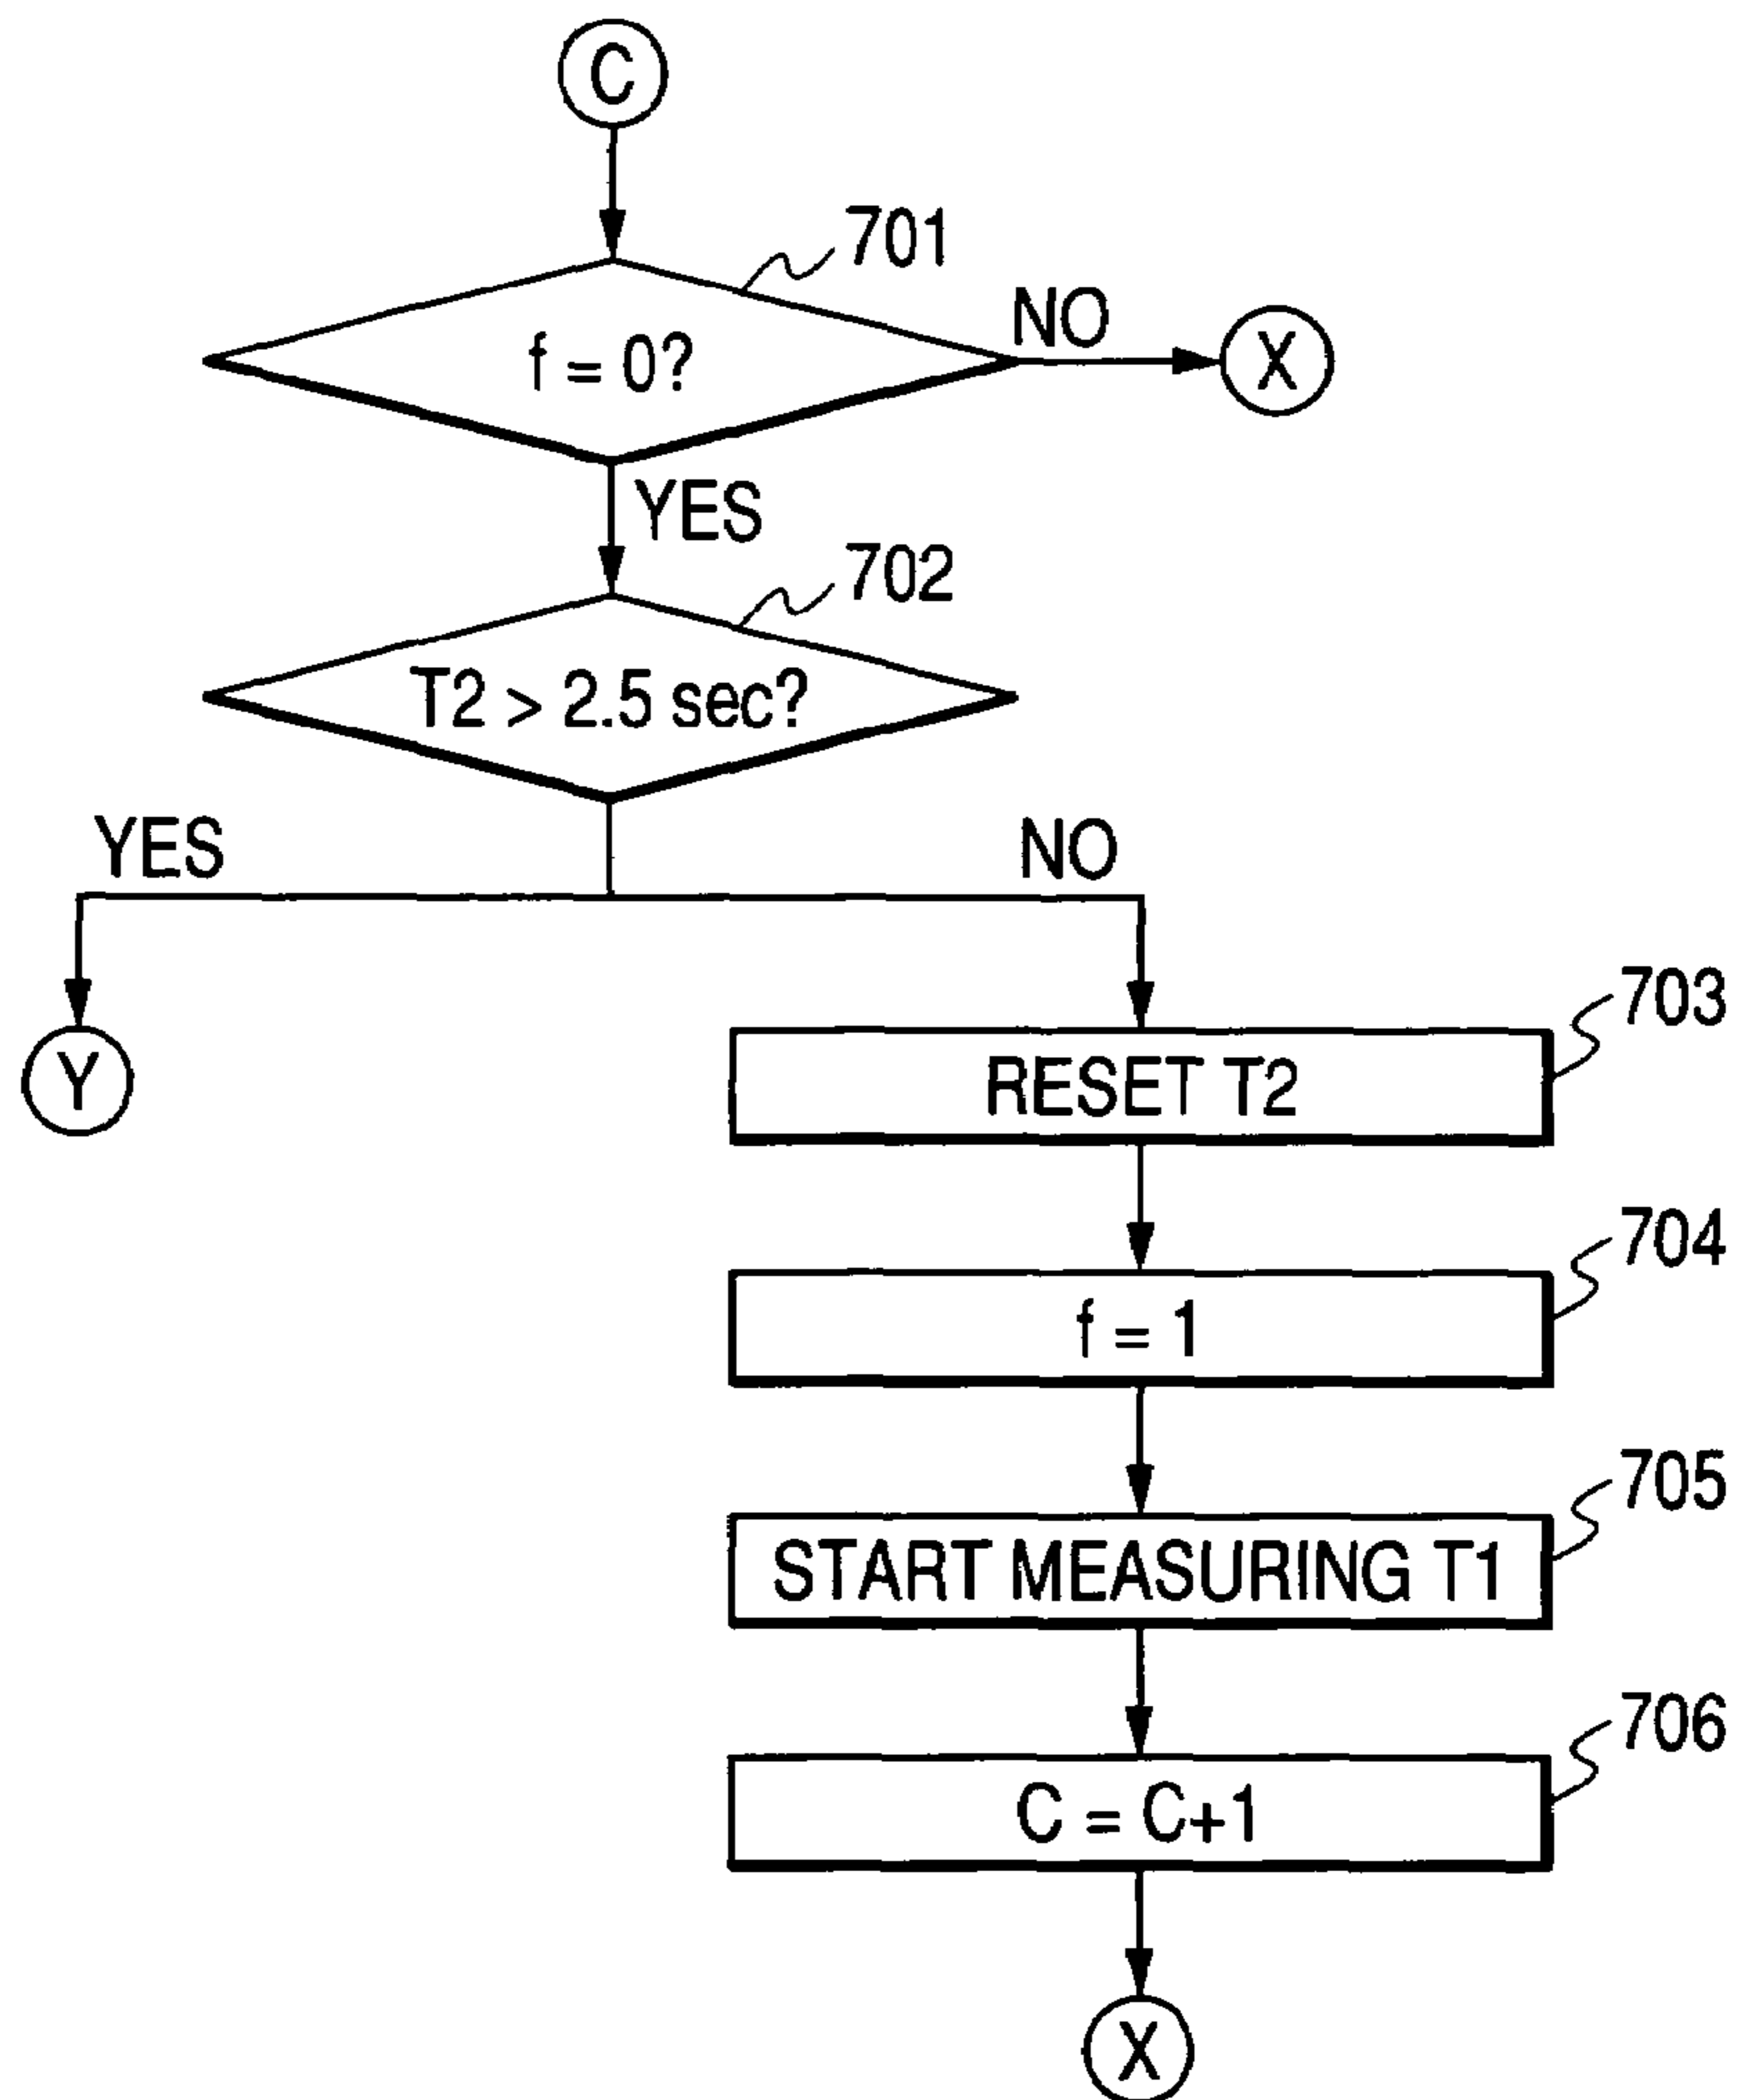 C
701
f = 0?
NO
X
YES
702
T2 > 2.5 sec?
YES
NO
Y
703
RESET T2
704
f = 1
705
START MEASURING T1
706
C = C+1
X